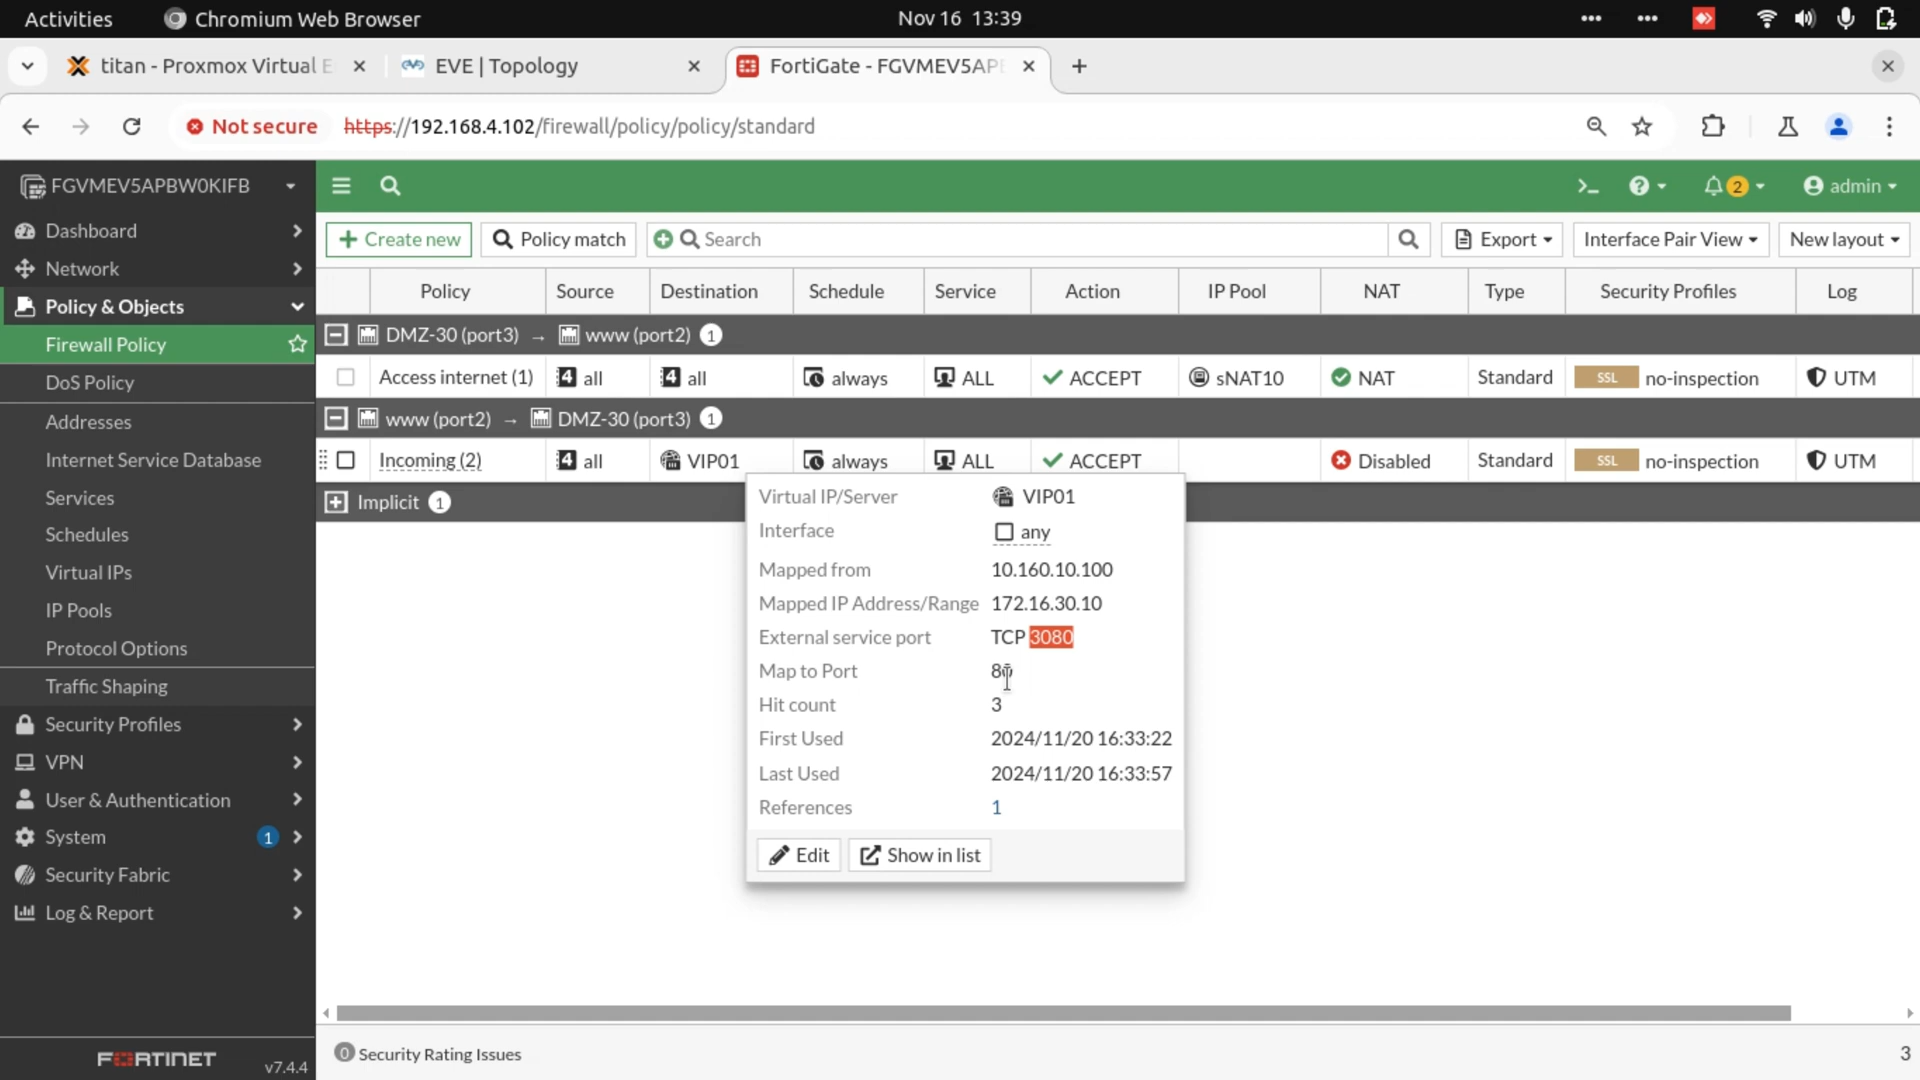 Activities Chromium Web Browser Nov 16 13:39
titan - Proxmox Virtual E EVE | Topology FortiGate - FGVMEV5APB
Not secure https://192.168.4.102/firewall/policy/policy/standard
FGVMEV5APBW0KIFB
Dashboard
Network
Policy & Objects
Firewall Policy
DoS Policy
Addresses
Internet Service Database
Services
Schedules
Virtual IPs
IP Pools
Protocol Options
Traffic Shaping
Security Profiles
VPN
User & Authentication
System 1
Security Fabric
Log & Report
FORTINET v7.4.4
>_ 2 admin
Create new Policy match Search Export Interface Pair View New layout
Policy Source Destination Schedule Service Action IP Pool NAT Type Security Profiles Log
DMZ-30 (port3) → www (port2) 1
Access internet (1) 4 all 4 all always ALL ACCEPT sNAT10 NAT Standard SSL no-inspection UTM
www (port2) → DMZ-30 (port3) 1
Incoming (2) 4 all VIP01 always ALL ACCEPT Disabled Standard SSL no-inspection UTM
Implicit 1
Virtual IP/Server VIP01
Interface any
Mapped from 10.160.10.100
Mapped IP Address/Range 172.16.30.10
External service port TCP 3080
Map to Port 80
Hit count 3
First Used 2024/11/20 16:33:22
Last Used 2024/11/20 16:33:57
References 1
Edit Show in list
0 Security Rating Issues 3